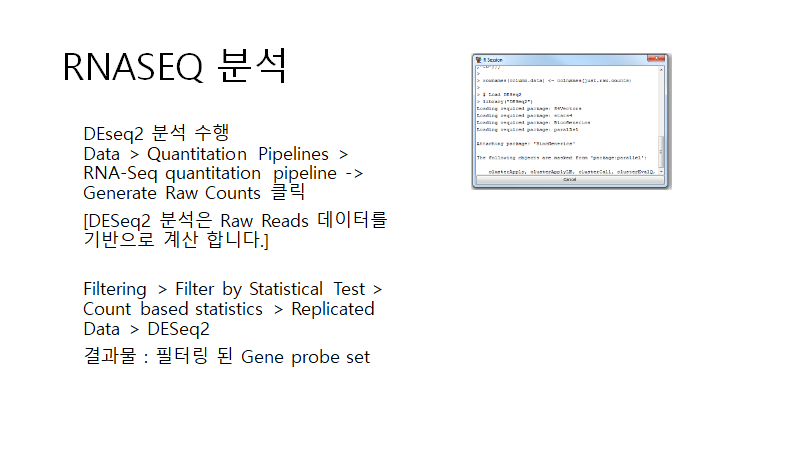 RNASEQ 분석
DEseq2 분석 수행
Data > Quantitation Pipelines >
RNA-Seq quantitation pipeline ->
Generate Raw Counts 클릭
[DESeq2 분석은 Raw Reads 데이터를
기반으로 계산 합니다.]
Filtering > Filter by Statistical Test >
Count based statistics > Replicated
Data > DESeq2
결과물 : 필터링 된 Gene probe set
R Session
>
> rownames(column.data) <- colnames(just.raw.counts)
>
> # Load DESeq2
> library("DESeq2")
Loading required package: S4Vectors
Loading required package: stats4
Loading required package: BiocGenerics
Loading required package: parallel
Attaching package: 'BiocGenerics'
The following objects are masked from 'package:parallel':
clusterApply, clusterApplyLB, clusterCall, clusterEvalQ,
Cancel